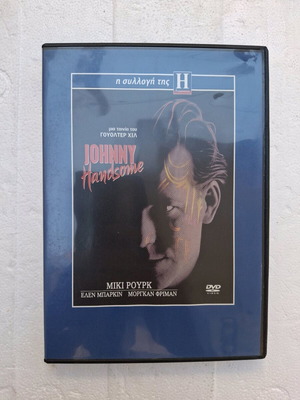 η συλλογή της Η
μια ταινία του
ΓΟΥΟΛΤΕΡ ΧΙΛ
JOHNNY
Handsome
ΜΙΚΙ ΡΟΥΡΚ
ΕΛΕΝ ΜΠΑΡΚΙΝ ΜΟΡΓΚΑΝ ΦΡΙΜΑΝ
DVD